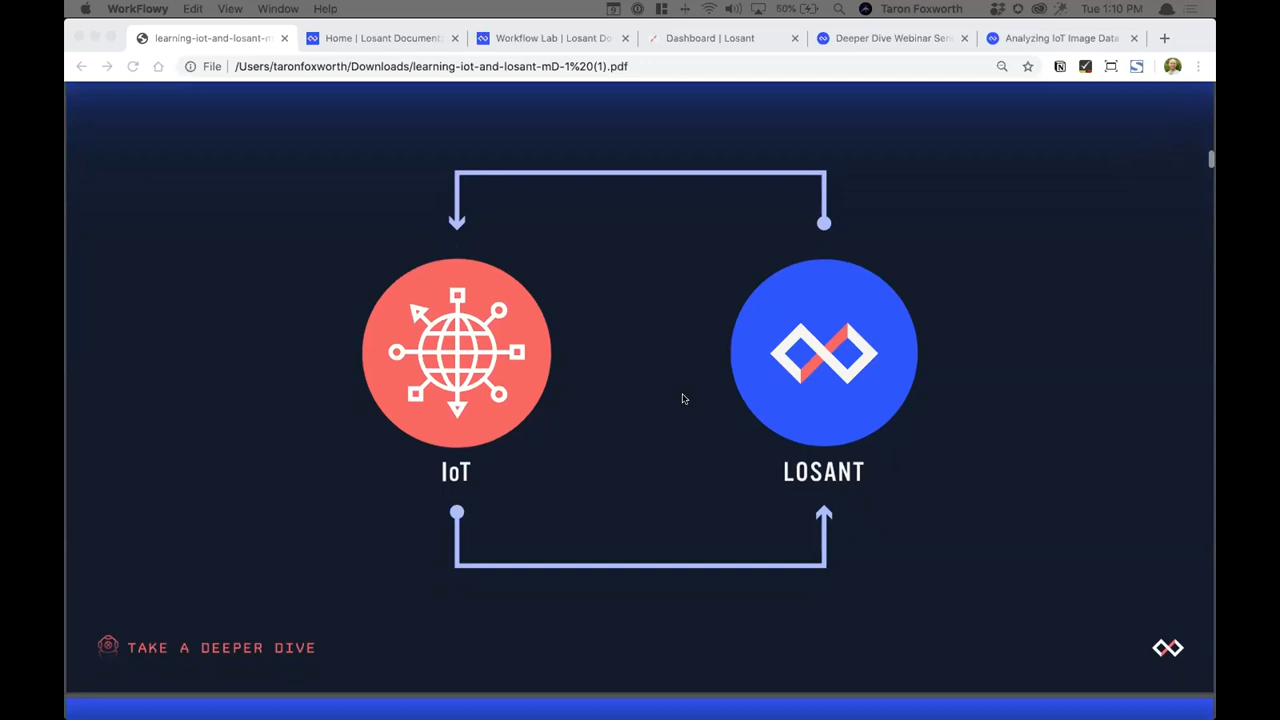 WorkFlowy Edit View Window Help 9 50% Taron Foxworth Tue 1:10 PM
learning-iot-and-losant-m Home | Losant Documenta Workflow Lab | Losant Do Dashboard | Losant Deeper Dive Webinar Seri Analyzing IoT Image Data
File /Users/taronfoxworth/Downloads/learning-iot-and-losant-mD-1%20(1).pdf
IoT LOSANT
TAKE A DEEPER DIVE